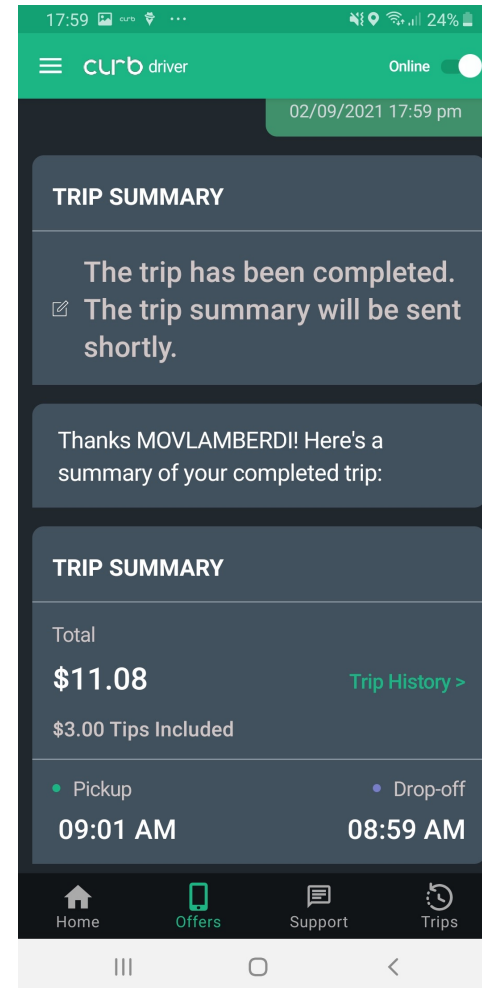 17:59 curb ... 24%
curb driver Online
02/09/2021 17:59 pm
TRIP SUMMARY
The trip has been completed.
The trip summary will be sent
shortly.
Thanks MOVLAMBERDI! Here's a
summary of your completed trip:
TRIP SUMMARY
Total
$11.08 Trip History >
$3.00 Tips Included
Pickup Drop-off
09:01 AM 08:59 AM
Home Offers Support Trips